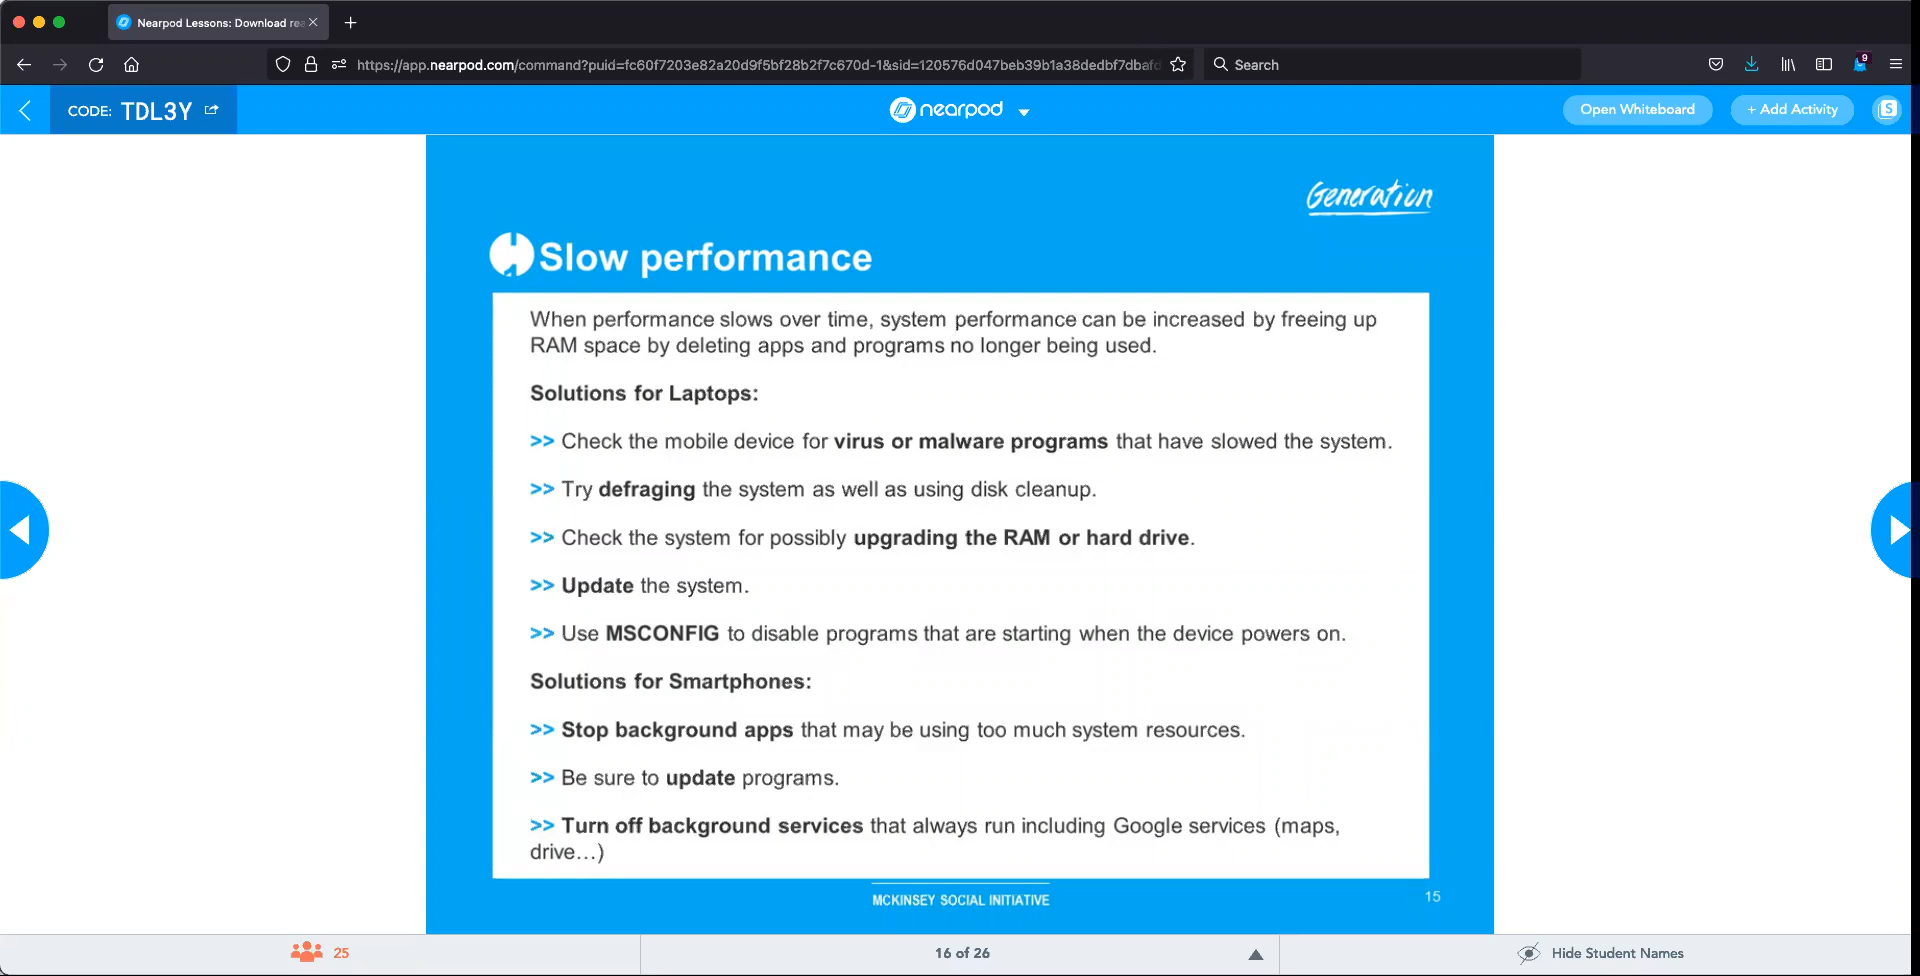 Nearpod Lessons: Download rea
https://app.nearpod.com/command?puid=fc60f7203e82a20d9f5bf28b2f7c670d-1&sid=120576d047beb39b1a38dedbf7dbafd
Search
9
CODE: TDL3Y
nearpod
Open Whiteboard
+ Add Activity
S
Generation
Slow performance
When performance slows over time, system performance can be increased by freeing up
RAM space by deleting apps and programs no longer being used.
Solutions for Laptops:
>> Check the mobile device for virus or malware programs that have slowed the system.
>> Try defraging the system as well as using disk cleanup.
>> Check the system for possibly upgrading the RAM or hard drive.
>> Update the system.
>> Use MSCONFIG to disable programs that are starting when the device powers on.
Solutions for Smartphones:
>> Stop background apps that may be using too much system resources.
>> Be sure to update programs.
>> Turn off background services that always run including Google services (maps,
drive…)
MCKINSEY SOCIAL INITIATIVE
15
25
16 of 26
Hide Student Names